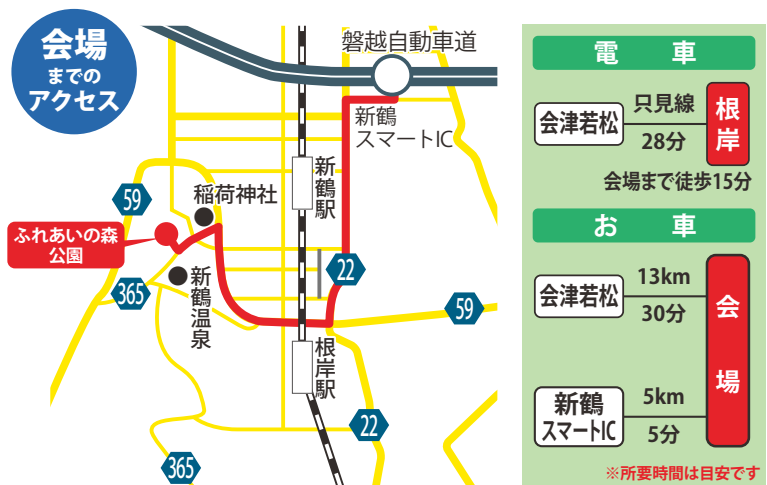 会場
までの
アクセス
磐越自動車道
新鶴
スマートIC
新鶴駅
稲荷神社
59
ふれあいの森
公園
365
新鶴温泉
22
59
根岸駅
22
365
電車
会津若松
只見線
28分
根岸
会場まで徒歩15分
お車
会津若松
13km
30分
会場
新鶴
スマートIC
5km
5分
※所要時間は目安です